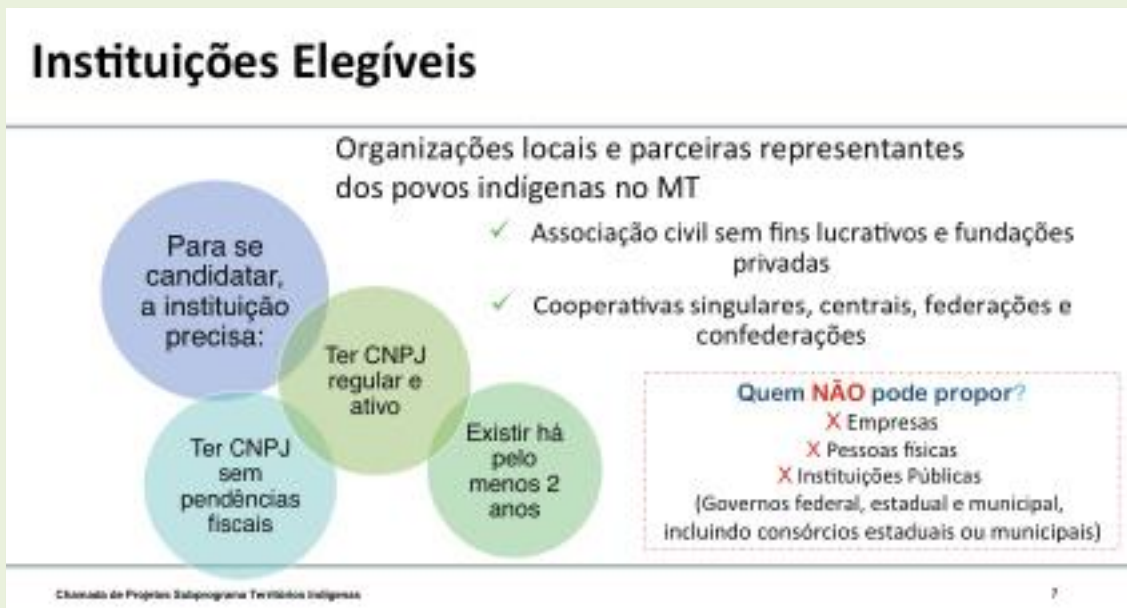 Instituições Elegíveis
Organizações locais e parceiras representantes
dos povos indígenas no MT
Para se
candidatar,
a instituição
precisa:
Ter CNPJ
regular e
ativo
Ter CNPJ
sem
pendências
fiscais
Existir há
pelo
menos 2
anos
✓ Associação civil sem fins lucrativos e fundações
privadas
✓ Cooperativas singulares, centrais, federações e
confederações
Quem NÃO pode propor?
X Empresas
X Pessoas físicas
X Instituições Públicas
(Governos federal, estadual e municipal,
incluindo consórcios estaduais ou municipais)
Chamada de Projetos Subprograma Territórios Indígenas
7